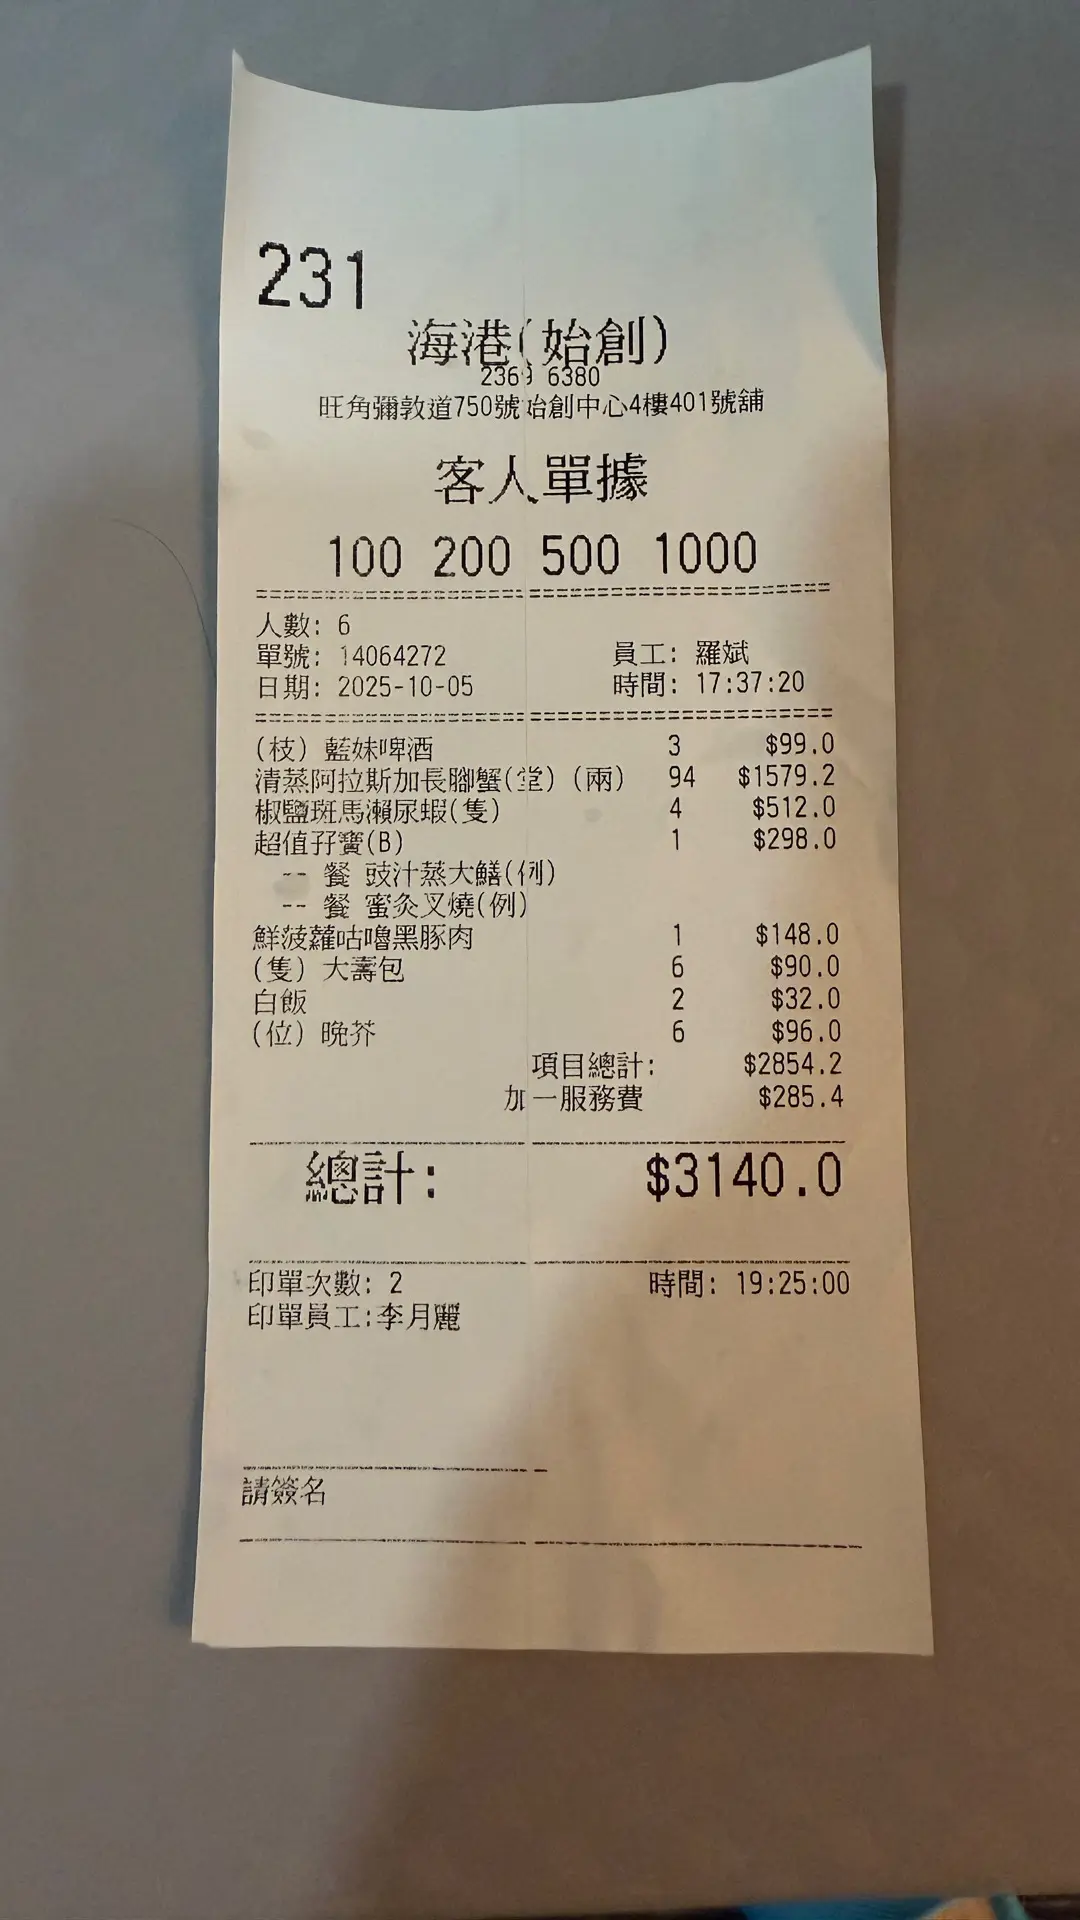 231
海港(始創)
2369 6380
旺角彌敦道750號始創中心4樓401號舖
客人單據
100 200 500 1000
人數: 6
單號: 14064272 員工: 羅斌
日期: 2025-10-05 時間: 17:37:20
(枝) 藍妹啤酒 3 $99.0
清蒸阿拉斯加長腳蟹(堂) (兩) 94 $1579.2
椒鹽斑馬瀨尿蝦(隻) 4 $512.0
超值孖寶(B) 1 $298.0
-- 餐 豉汁蒸大鱔(例)
-- 餐 蜜灸叉燒(例)
鮮菠蘿咕嚕黑豚肉 1 $148.0
(隻) 大壽包 6 $90.0
白飯 2 $32.0
(位) 晚芥 6 $96.0
項目總計: $2854.2
加一服務費 $285.4
總計: $3140.0
印單次數: 2 時間: 19:25:00
印單員工:李月麗
請簽名